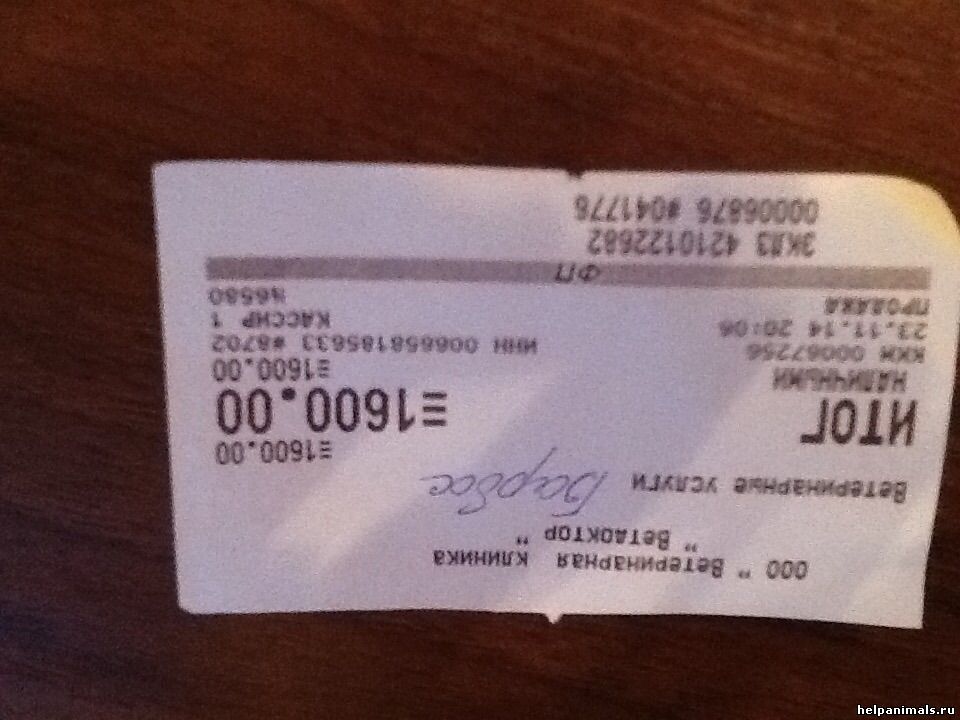 ООО " Ветеринарная клиника
" Ветдоктор "
Ветеринарные услуги Барбос
≡1600.00
ИТОГ ≡1600.00
НАЛИЧНЫМИ ≡1600.00
ККМ 00067256 ИНН 006658185633 #8702
23.11.14 20:06 КАССИР 1
ПРОДАЖА №6580
ФП
ЭКЛЗ 4210122682
00006876 #041776
helpanimals.ru